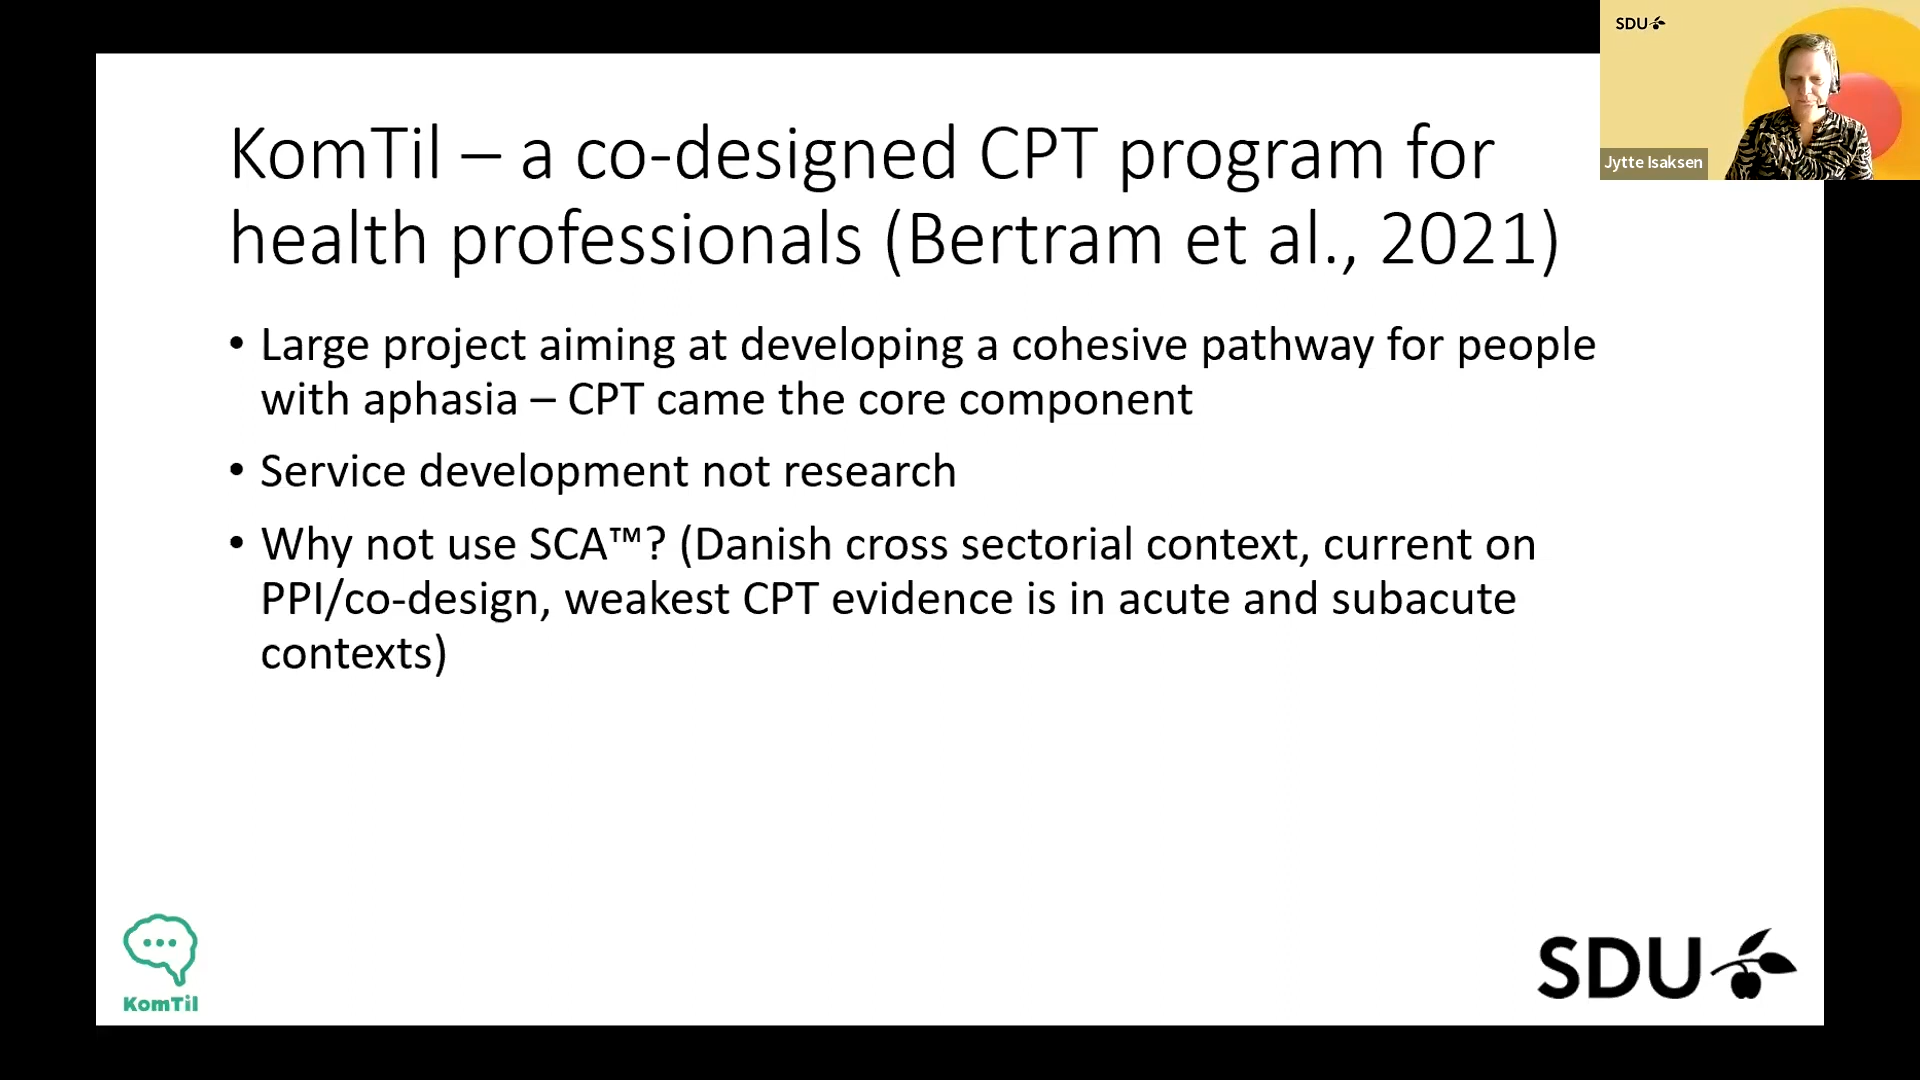 SDU
Jytte Isaksen
KomTil – a co-designed CPT program for
health professionals (Bertram et al., 2021)
• Large project aiming at developing a cohesive pathway for people
with aphasia – CPT came the core component
• Service development not research
• Why not use SCA™? (Danish cross sectorial context, current on
PPI/co-design, weakest CPT evidence is in acute and subacute
contexts)
KomTil
SDU